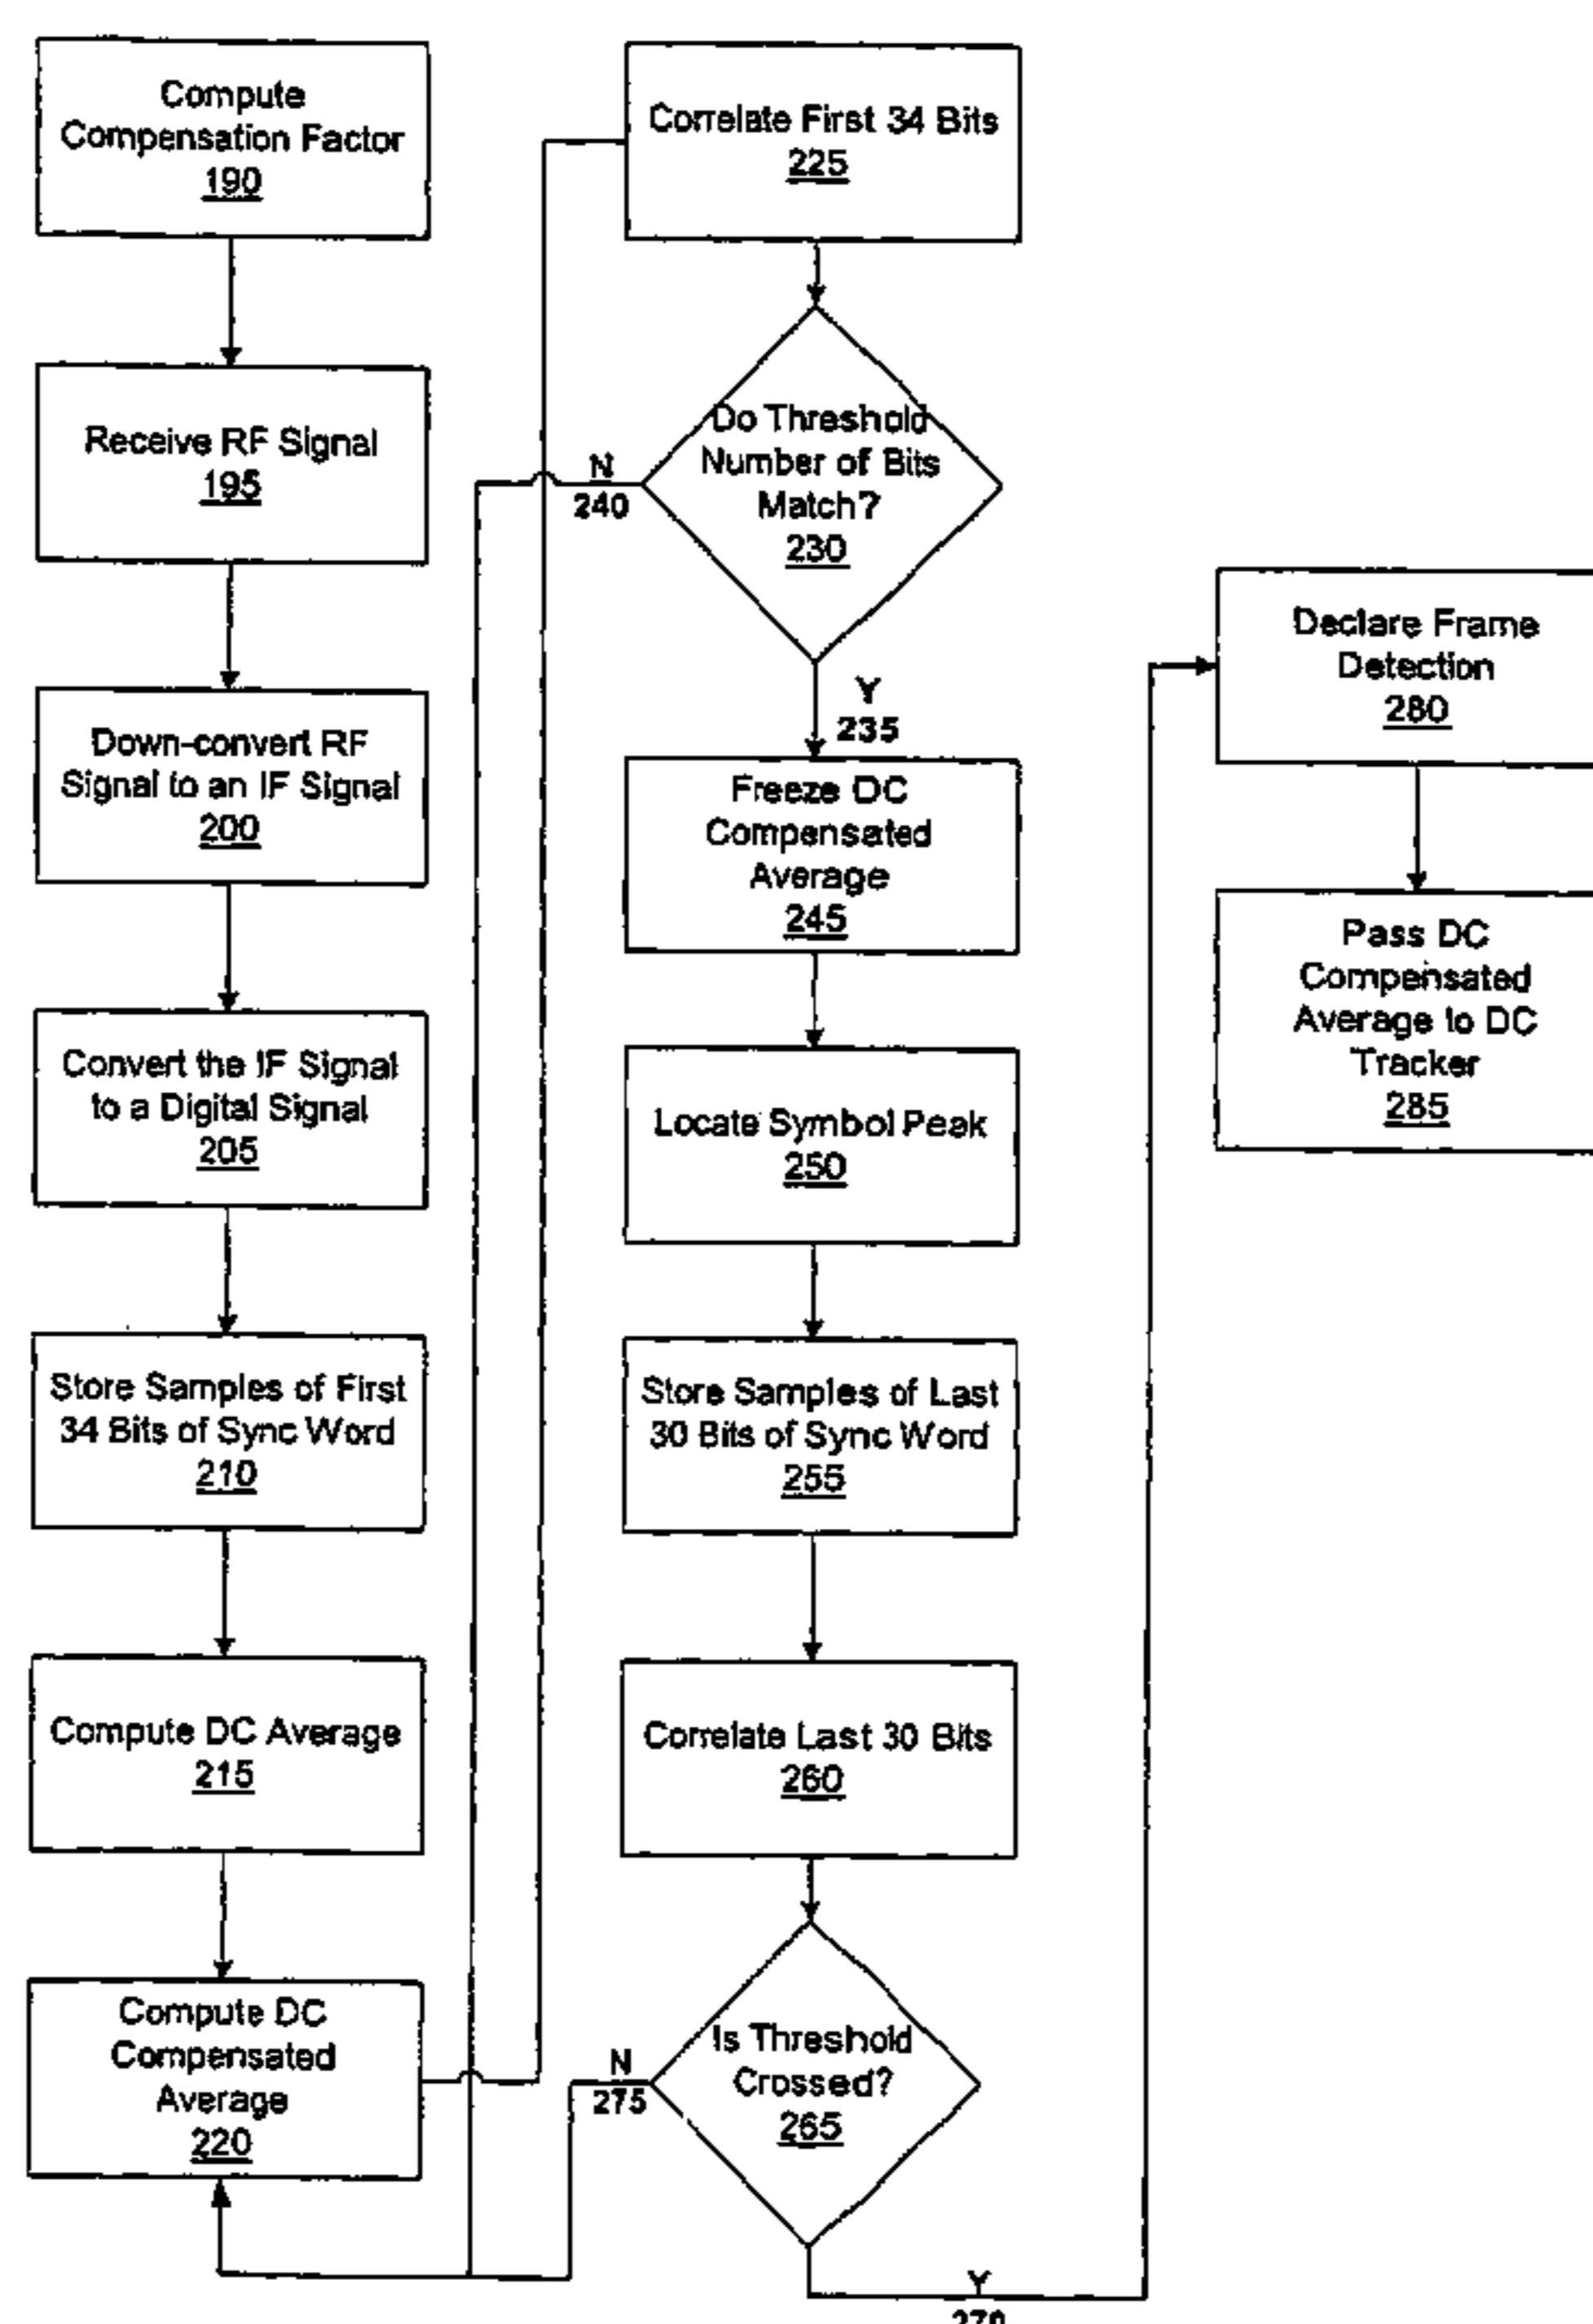 Compute
Compensation Factor
190
Receive RF Signal
195
Down-convert RF
Signal to an IF Signal
200
Convert the IF Signal
to a Digital Signal
205
Store Samples of First
34 Bits of Sync Word
210
Compute DC Average
215
Compute DC
Compensated
Average
220
Correlate First 34 Bits
225
Do Threshold
Number of Bits
Match?
230
N
240
Y
235
Freeze DC
Compensated
Average
245
Locate Symbol Peak
250
Store Samples of Last
30 Bits of Sync Word
255
Correlate Last 30 Bits
260
Is Threshold
Crossed?
265
N
275
Y
270
Declare Frame
Detection
280
Pass DC
Compensated
Average to DC
Tracker
285